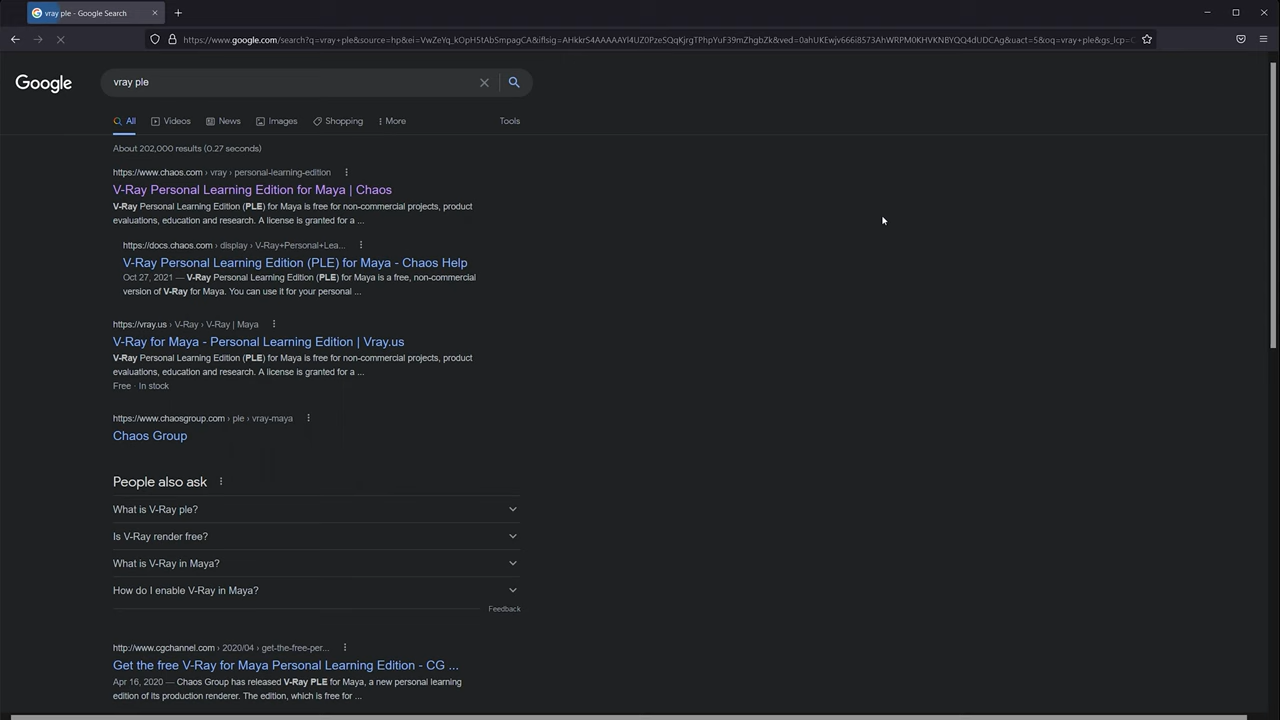 vray ple - Google Search
https://www.google.com/search?q=vray+ple&source=hp&ei=
Google
vray ple
All
Videos
News
Images
Shopping
More
Tools
About 202,000 results (0.27 seconds)
https://www.chaos.com › vray › personal-learning-edition
V-Ray Personal Learning Edition for Maya | Chaos
V-Ray Personal Learning Edition (PLE) for Maya is free for non-commercial projects, product
evaluations, education and research. A license is granted for a ...
https://docs.chaos.com › display › V-Ray+Personal+Lea...
V-Ray Personal Learning Edition (PLE) for Maya - Chaos Help
Oct 27, 2021 — V-Ray Personal Learning Edition (PLE) for Maya is a free, non-commercial
version of V-Ray for Maya. You can use it for your personal ...
https://vray.us › V-Ray › V-Ray | Maya
V-Ray for Maya - Personal Learning Edition | Vray.us
V-Ray Personal Learning Edition (PLE) for Maya is free for non-commercial projects, product
evaluations, education and research. A license is granted for a ...
Free · In stock
https://www.chaosgroup.com › ple › vray-maya
Chaos Group
People also ask
What is V-Ray ple?
Is V-Ray render free?
What is V-Ray in Maya?
How do I enable V-Ray in Maya?
Feedback
http://www.cgchannel.com › 2020/04 › get-the-free-per...
Get the free V-Ray for Maya Personal Learning Edition - CG ...
Apr 16, 2020 — Chaos Group has released V-Ray PLE for Maya, a new personal learning
edition of its production renderer. The edition, which is free for ...